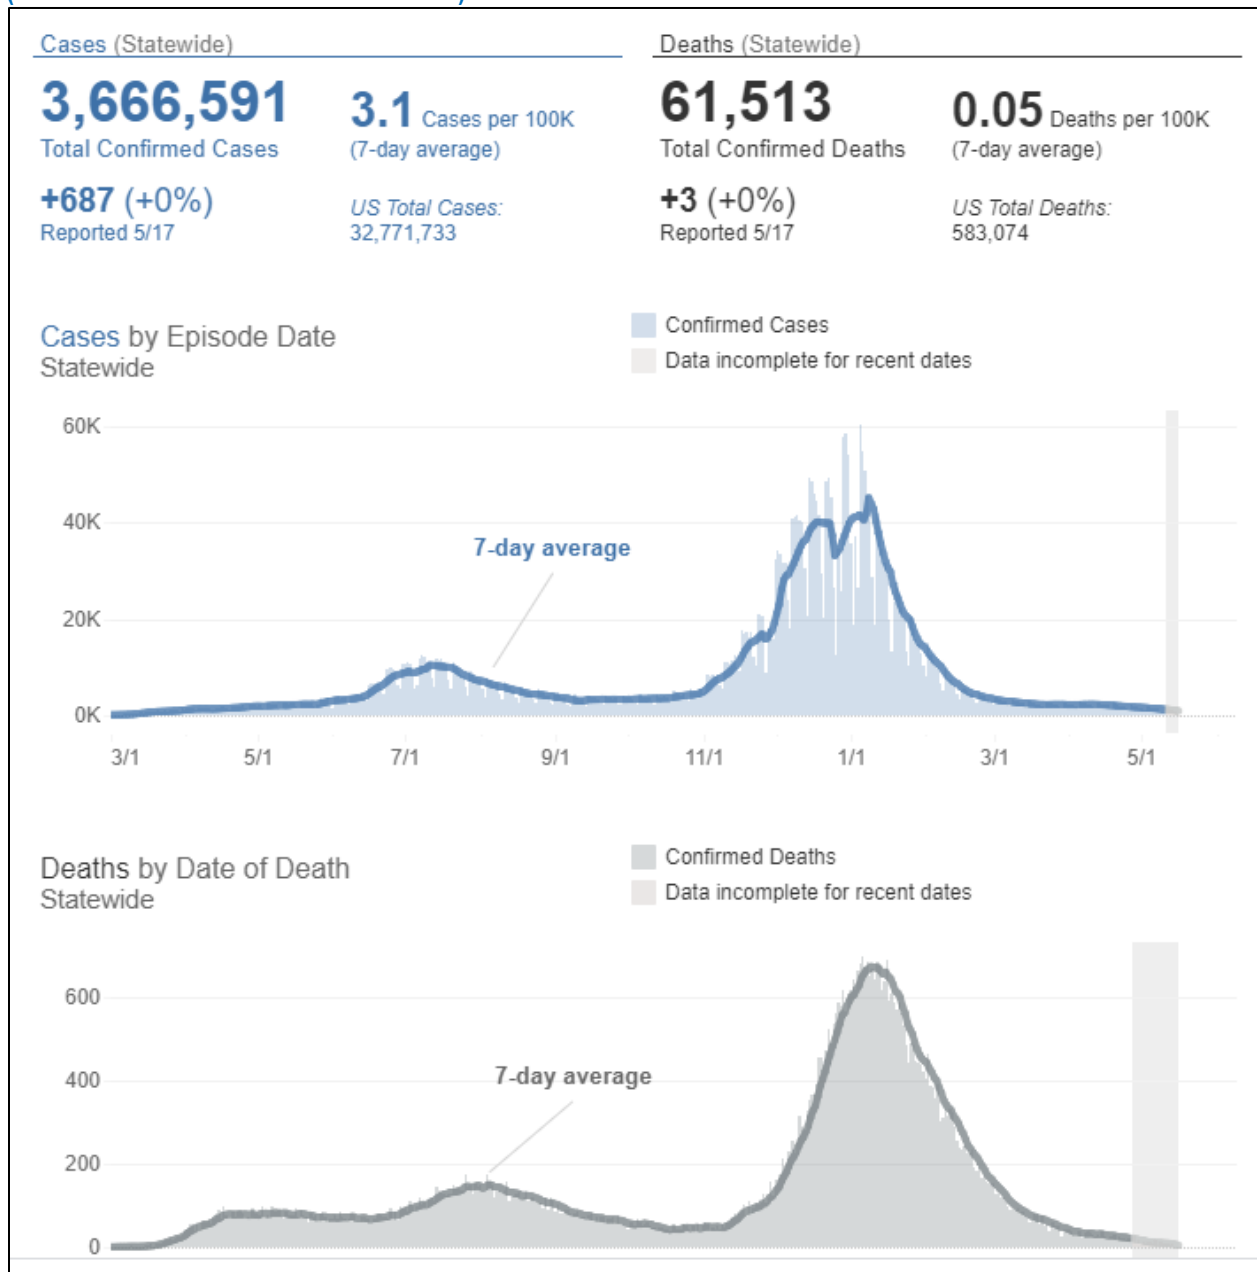 Cases (Statewide)
3,666,591
Total Confirmed Cases
3.1 Cases per 100K
(7-day average)
+687 (+0%)
Reported 5/17
US Total Cases:
32,771,733
Deaths (Statewide)
61,513
Total Confirmed Deaths
0.05 Deaths per 100K
(7-day average)
+3 (+0%)
Reported 5/17
US Total Deaths:
583,074
Cases by Episode Date
Statewide
Confirmed Cases
Data incomplete for recent dates
60K
40K
20K
0K
7-day average
3/1 5/1 7/1 9/1 11/1 1/1 3/1 5/1
Deaths by Date of Death
Statewide
Confirmed Deaths
Data incomplete for recent dates
600
400
200
0
7-day average